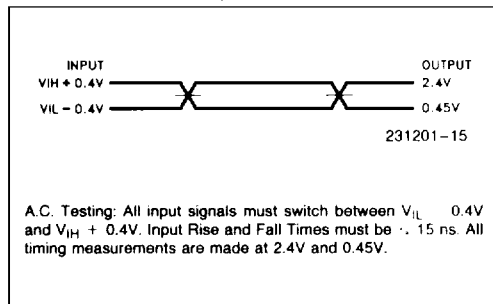 INPUT
OUTPUT
VIH + 0.4V
2.4V
VIL − 0.4V
0.45V
231201–15
A.C. Testing: All input signals must switch between VIL 0.4V
and VIH + 0.4V. Input Rise and Fall Times must be 15 ns. All
timing measurements are made at 2.4V and 0.45V.